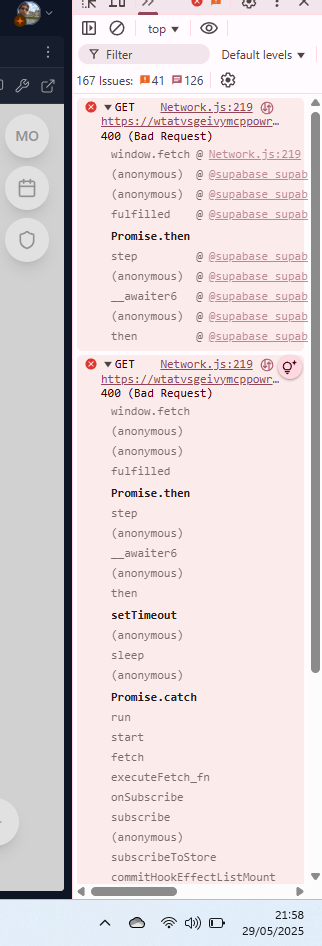 top
Filter
Default levels
167 Issues: 41 126
GET Network.js:219
https://wtatvsgeivymcppowr…
400 (Bad Request)
window.fetch @ Network.js:219
(anonymous) @ @supabase_supab
(anonymous) @ @supabase_supab
fulfilled @ @supabase_supab
Promise.then
step @ @supabase_supab
(anonymous) @ @supabase_supab
__awaiter6 @ @supabase_supab
(anonymous) @ @supabase_supab
then @ @supabase_supab
GET Network.js:219
https://wtatvsgeivymcppowr…
400 (Bad Request)
window.fetch
(anonymous)
(anonymous)
fulfilled
Promise.then
step
(anonymous)
__awaiter6
(anonymous)
then
setTimeout
(anonymous)
sleep
(anonymous)
Promise.catch
run
start
fetch
executeFetch_fn
onSubscribe
subscribe
(anonymous)
subscribeToStore
commitHookEffectListMount
MO
21:58
29/05/2025